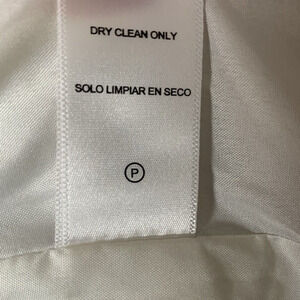 DRY CLEAN ONLY
SOLO LIMPIAR EN SECO
P